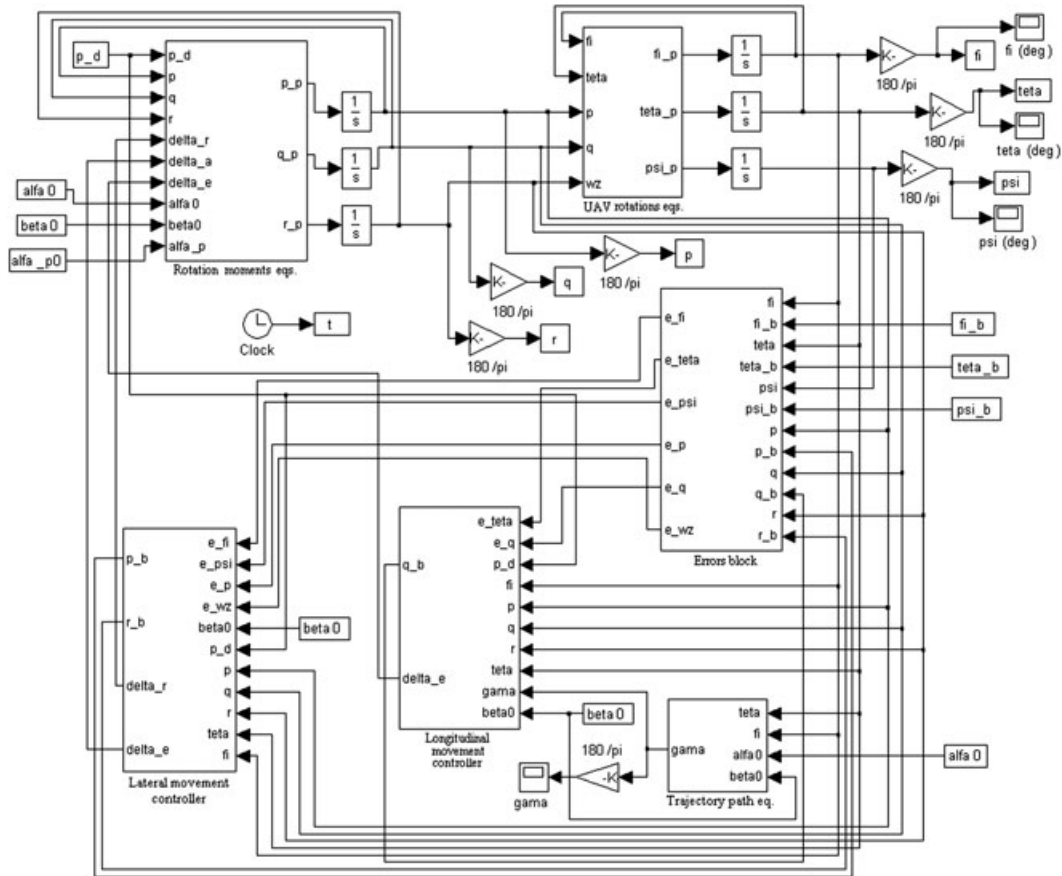 p_d
p_d
p
q
r
delta_r
delta_a
delta_e
alfa 0
beta0
alfa _p
p_p
q_p
r_p
Rotation moments eqs.
alfa 0
beta 0
alfa _p0
1
s
1
s
1
s
fi
teta
p
q
wz
fi_p
teta_p
psi_p
UAV rotations eqs.
1
s
1
s
1
s
K-
180 /pi
fi (deg)
fi
K-
180 /pi
teta
teta (deg)
K-
180 /pi
psi
psi (deg)
K-
180 /pi
p
K-
180 /pi
q
K-
180 /pi
r
Clock
t
e_fi
e_teta
e_psi
e_p
e_q
e_wz
fi
fi_b
teta
teta_b
psi
psi_b
p
p_b
q
q_b
r
r_b
Errors block
fi_b
teta_b
psi_b
p_b
r_b
delta_r
delta_e
e_fi
e_psi
e_p
e_wz
beta0
p_d
p
q
r
teta
fi
Lateral movement
controller
beta 0
q_b
delta_e
e_teta
e_q
p_d
fi
p
q
r
teta
gama
beta0
Longitudinal
movement
controller
beta 0
180 /pi
-K
gama
gama
teta
fi
alfa0
beta0
Trajectory path eq.
alfa 0